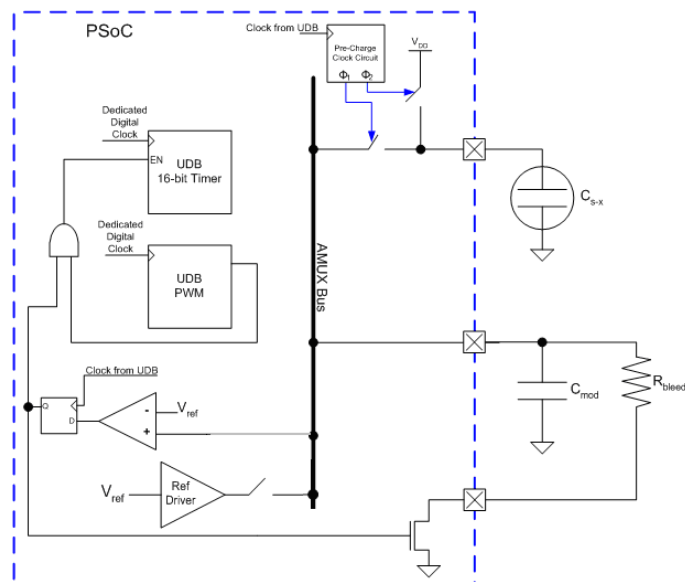 PSoC
Clock from UDB
Pre-Charge
Clock Circuit
Φ1 Φ2
VDD
Dedicated
Digital
Clock
EN
UDB
16-bit Timer
Cs-x
Dedicated
Digital
Clock
UDB
PWM
AMUX Bus
Clock from UDB
Q
D
-
+
Vref
Cmod
Rbleed
Vref
Ref
Driver